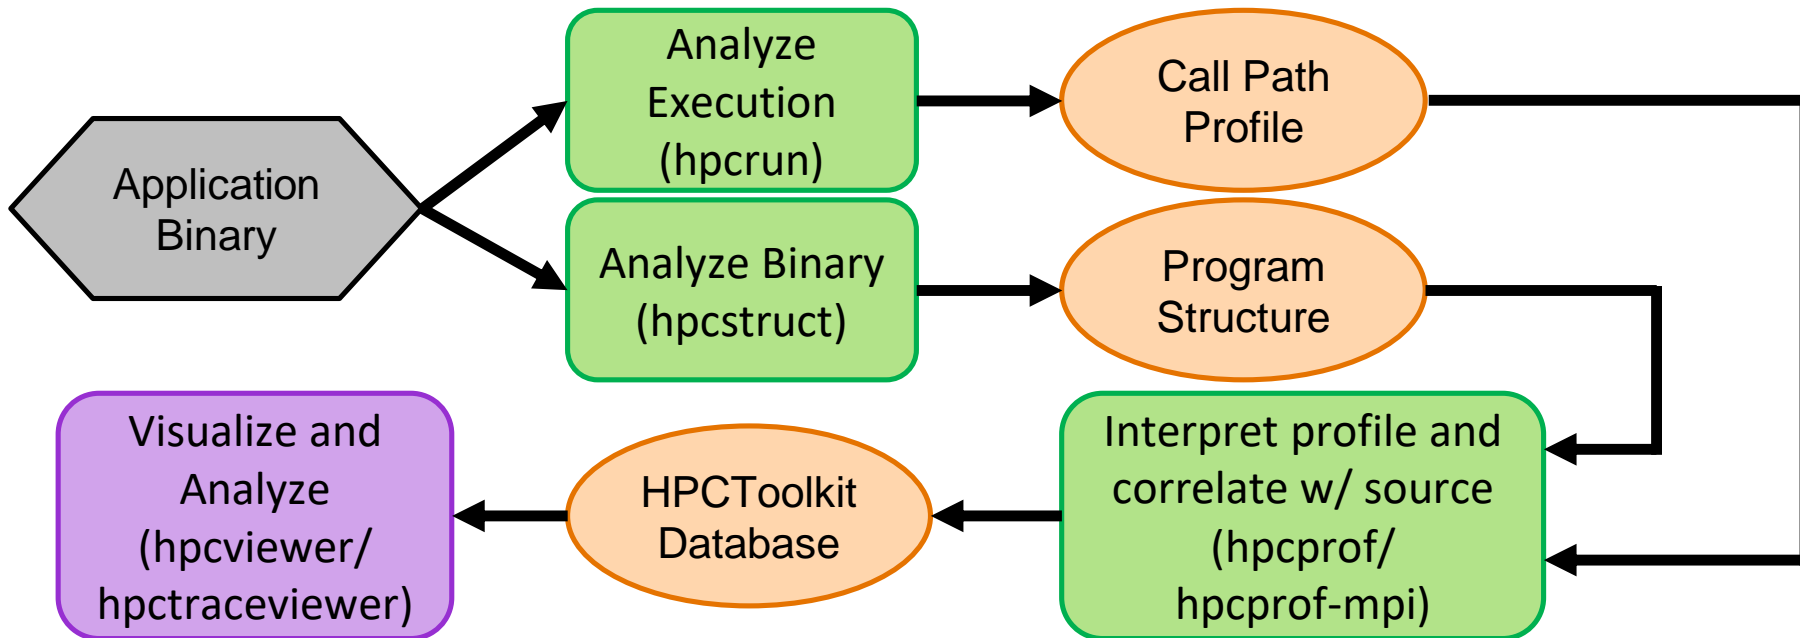 Application
Binary
Analyze
Execution
(hpcrun)
Call Path
Profile
Analyze Binary
(hpcstruct)
Program
Structure
Interpret profile and
correlate w/ source
(hpcprof/
hpcprof-mpi)
HPCToolkit
Database
Visualize and
Analyze
(hpcviewer/
hpctraceviewer)